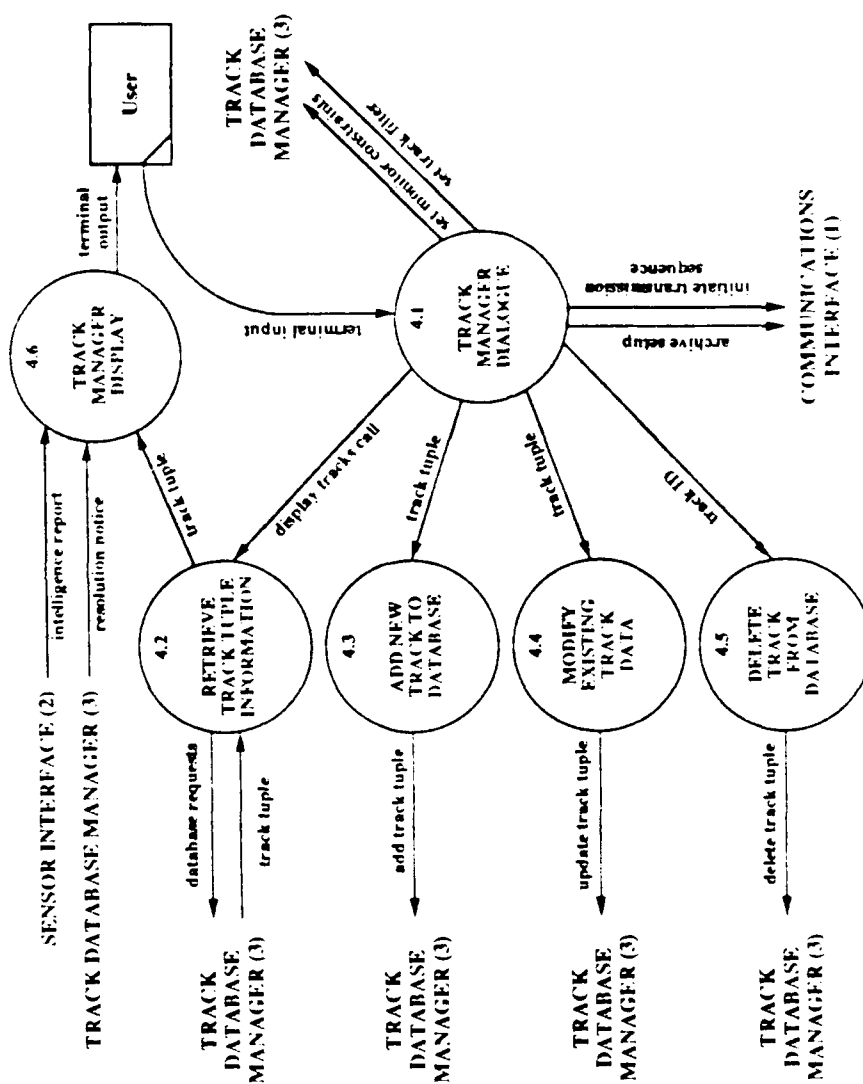 SENSOR INTERFACE (2)
TRACK DATABASE MANAGER (3)
intelligence report
resolution notice
4.6
TRACK
MANAGER
DISPLAY
terminal
output
User
track tuple
terminal input
4.1
TRACK
MANAGER
DIALOGUE
set monitor constraints
set track filter
TRACK
DATABASE
MANAGER (3)
archive setup
initiate transmission
sequence
COMMUNICATIONS
INTERFACE (1)
display tracks call
track tuple
track tuple
track ID
4.2
RETRIEVE
TRACK TUPLE
INFORMATION
database requests
track tuple
TRACK
DATABASE
MANAGER (3)
4.3
ADD NEW
TRACK TO
DATABASE
add track tuple
TRACK
DATABASE
MANAGER (3)
4.4
MODIFY
EXISTING
TRACK
DATA
update track tuple
TRACK
DATABASE
MANAGER (3)
4.5
DELETE
TRACK
FROM
DATABASE
delete track tuple
TRACK
DATABASE
MANAGER (3)